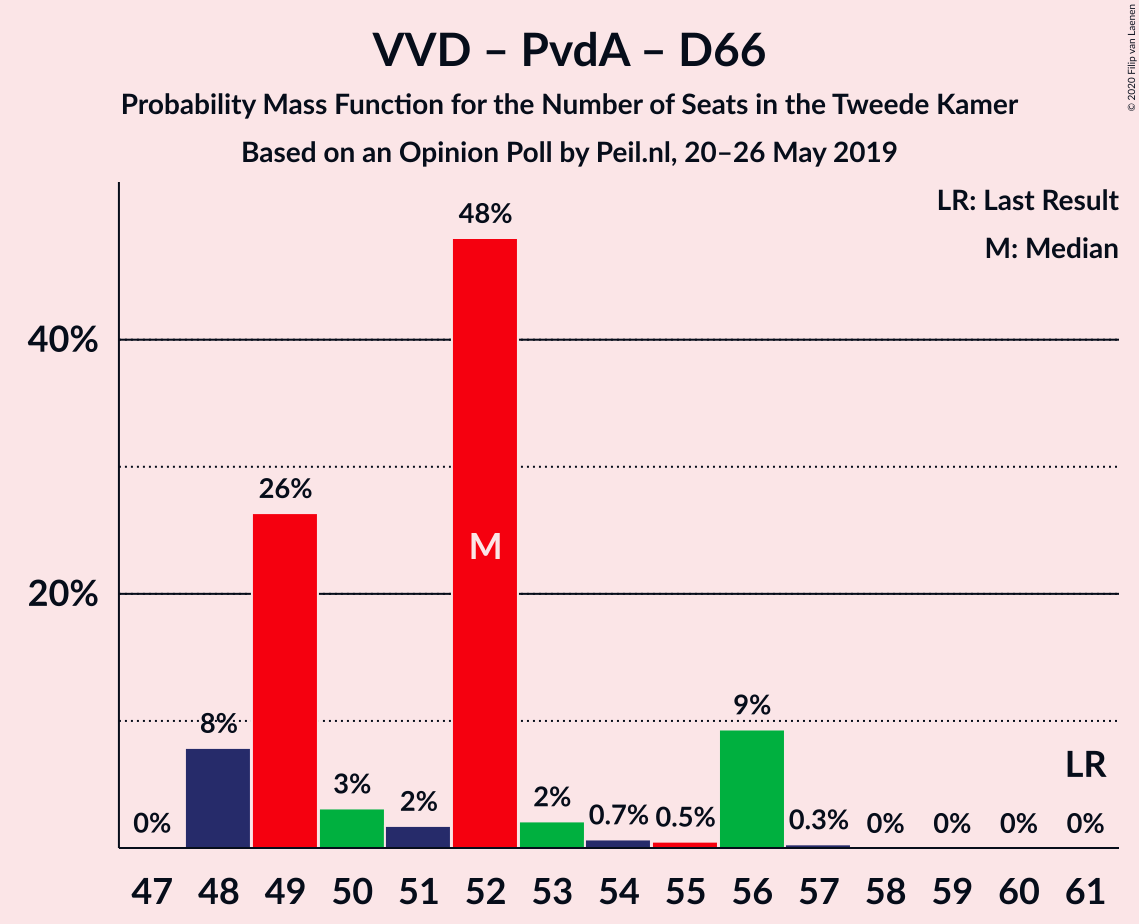 VVD – PvdA – D66
Probability Mass Function for the Number of Seats in the Tweede Kamer
Based on an Opinion Poll by Peil.nl, 20–26 May 2019
© 2020 Filip van Laenen
LR: Last Result
M: Median
40%
20%
0%
8%
26%
3%
2%
48%
M
2%
0.7%
0.5%
9%
0.3%
0%
0%
0%
LR
0%
47 48 49 50 51 52 53 54 55 56 57 58 59 60 61